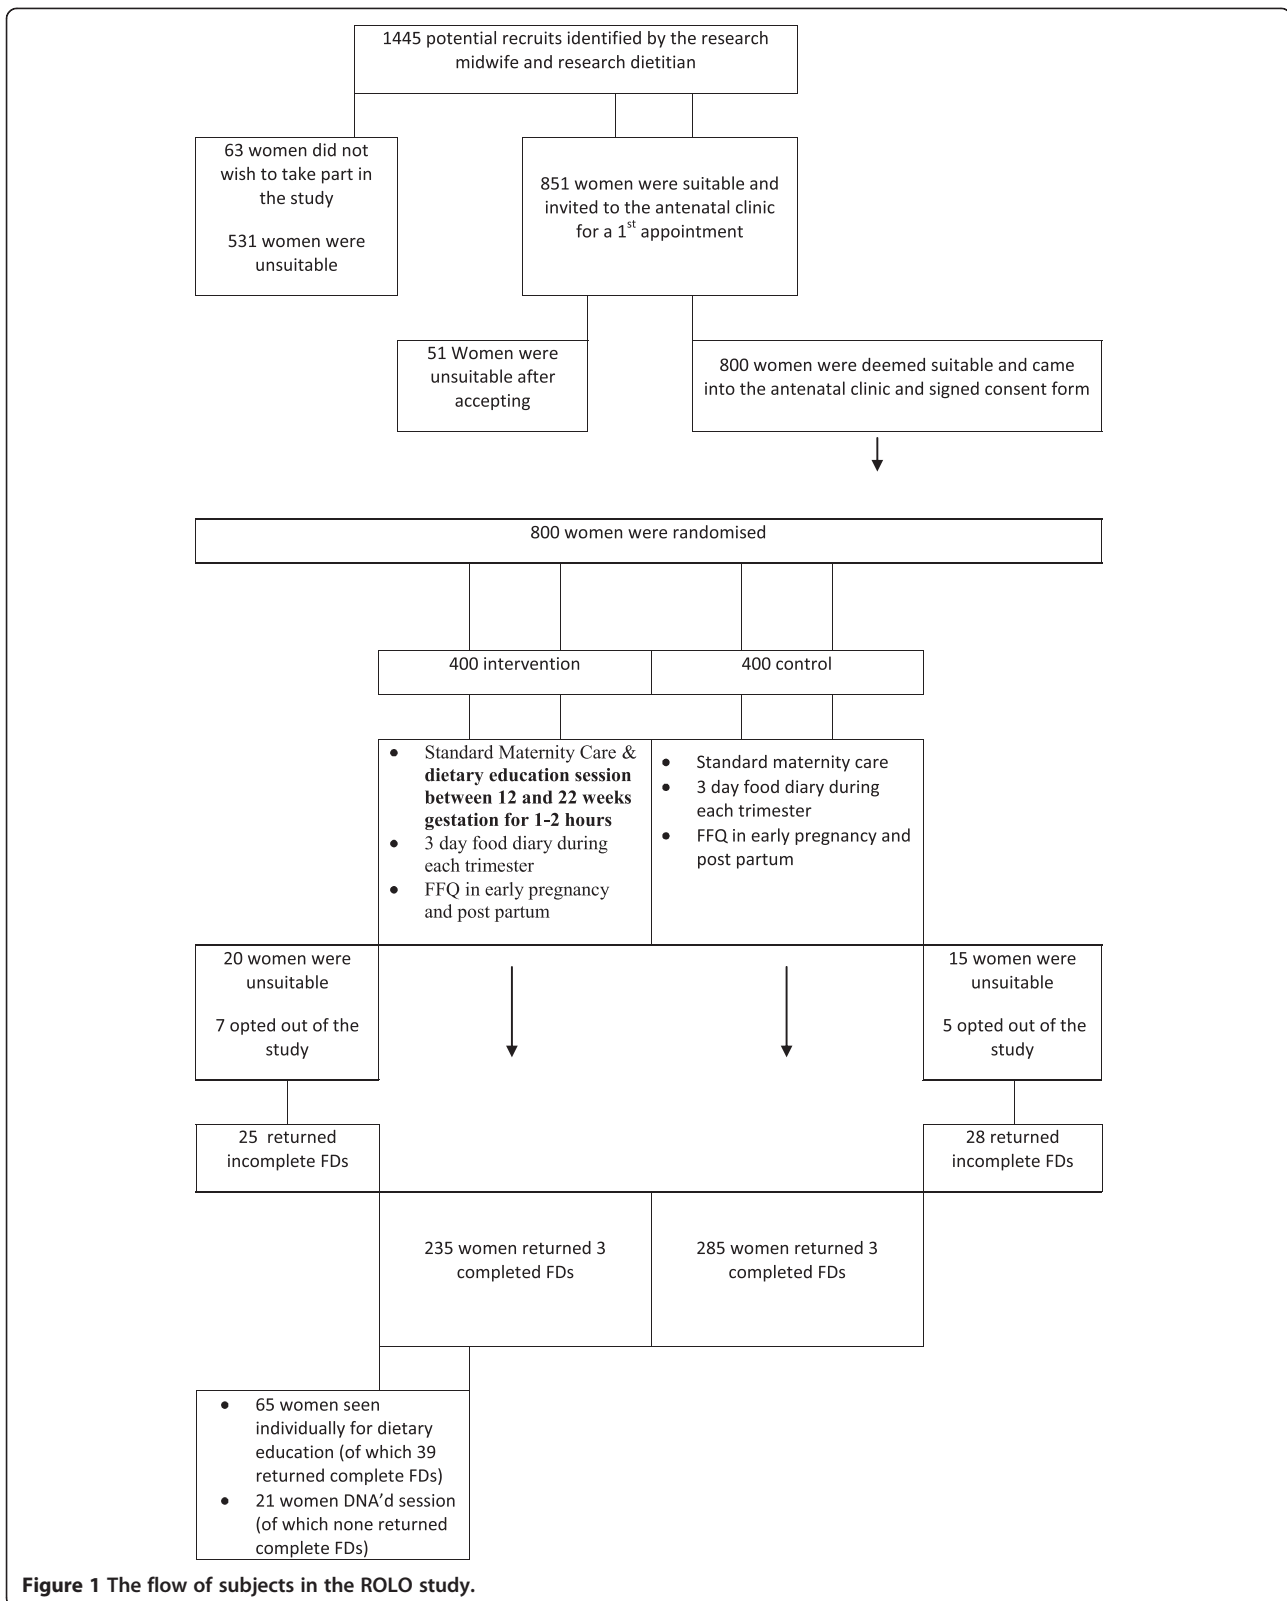 1445 potential recruits identified by the research
midwife and research dietitian
63 women did not
wish to take part in
the study
531 women were
unsuitable
851 women were suitable and
invited to the antenatal clinic
for a 1st appointment
51 Women were
unsuitable after
accepting
800 women were deemed suitable and came
into the antenatal clinic and signed consent form
800 women were randomised
400 intervention
400 control
● Standard Maternity Care &
dietary education session
between 12 and 22 weeks
gestation for 1-2 hours
● 3 day food diary during
each trimester
● FFQ in early pregnancy
and post partum
● Standard maternity care
● 3 day food diary during
each trimester
● FFQ in early pregnancy and
post partum
20 women were
unsuitable
7 opted out of the
study
15 women were
unsuitable
5 opted out of the
study
25 returned
incomplete FDs
28 returned
incomplete FDs
235 women returned 3
completed FDs
285 women returned 3
completed FDs
● 65 women seen
individually for dietary
education (of which 39
returned complete FDs)
● 21 women DNA'd session
(of which none returned
complete FDs)
Figure 1 The flow of subjects in the ROLO study.